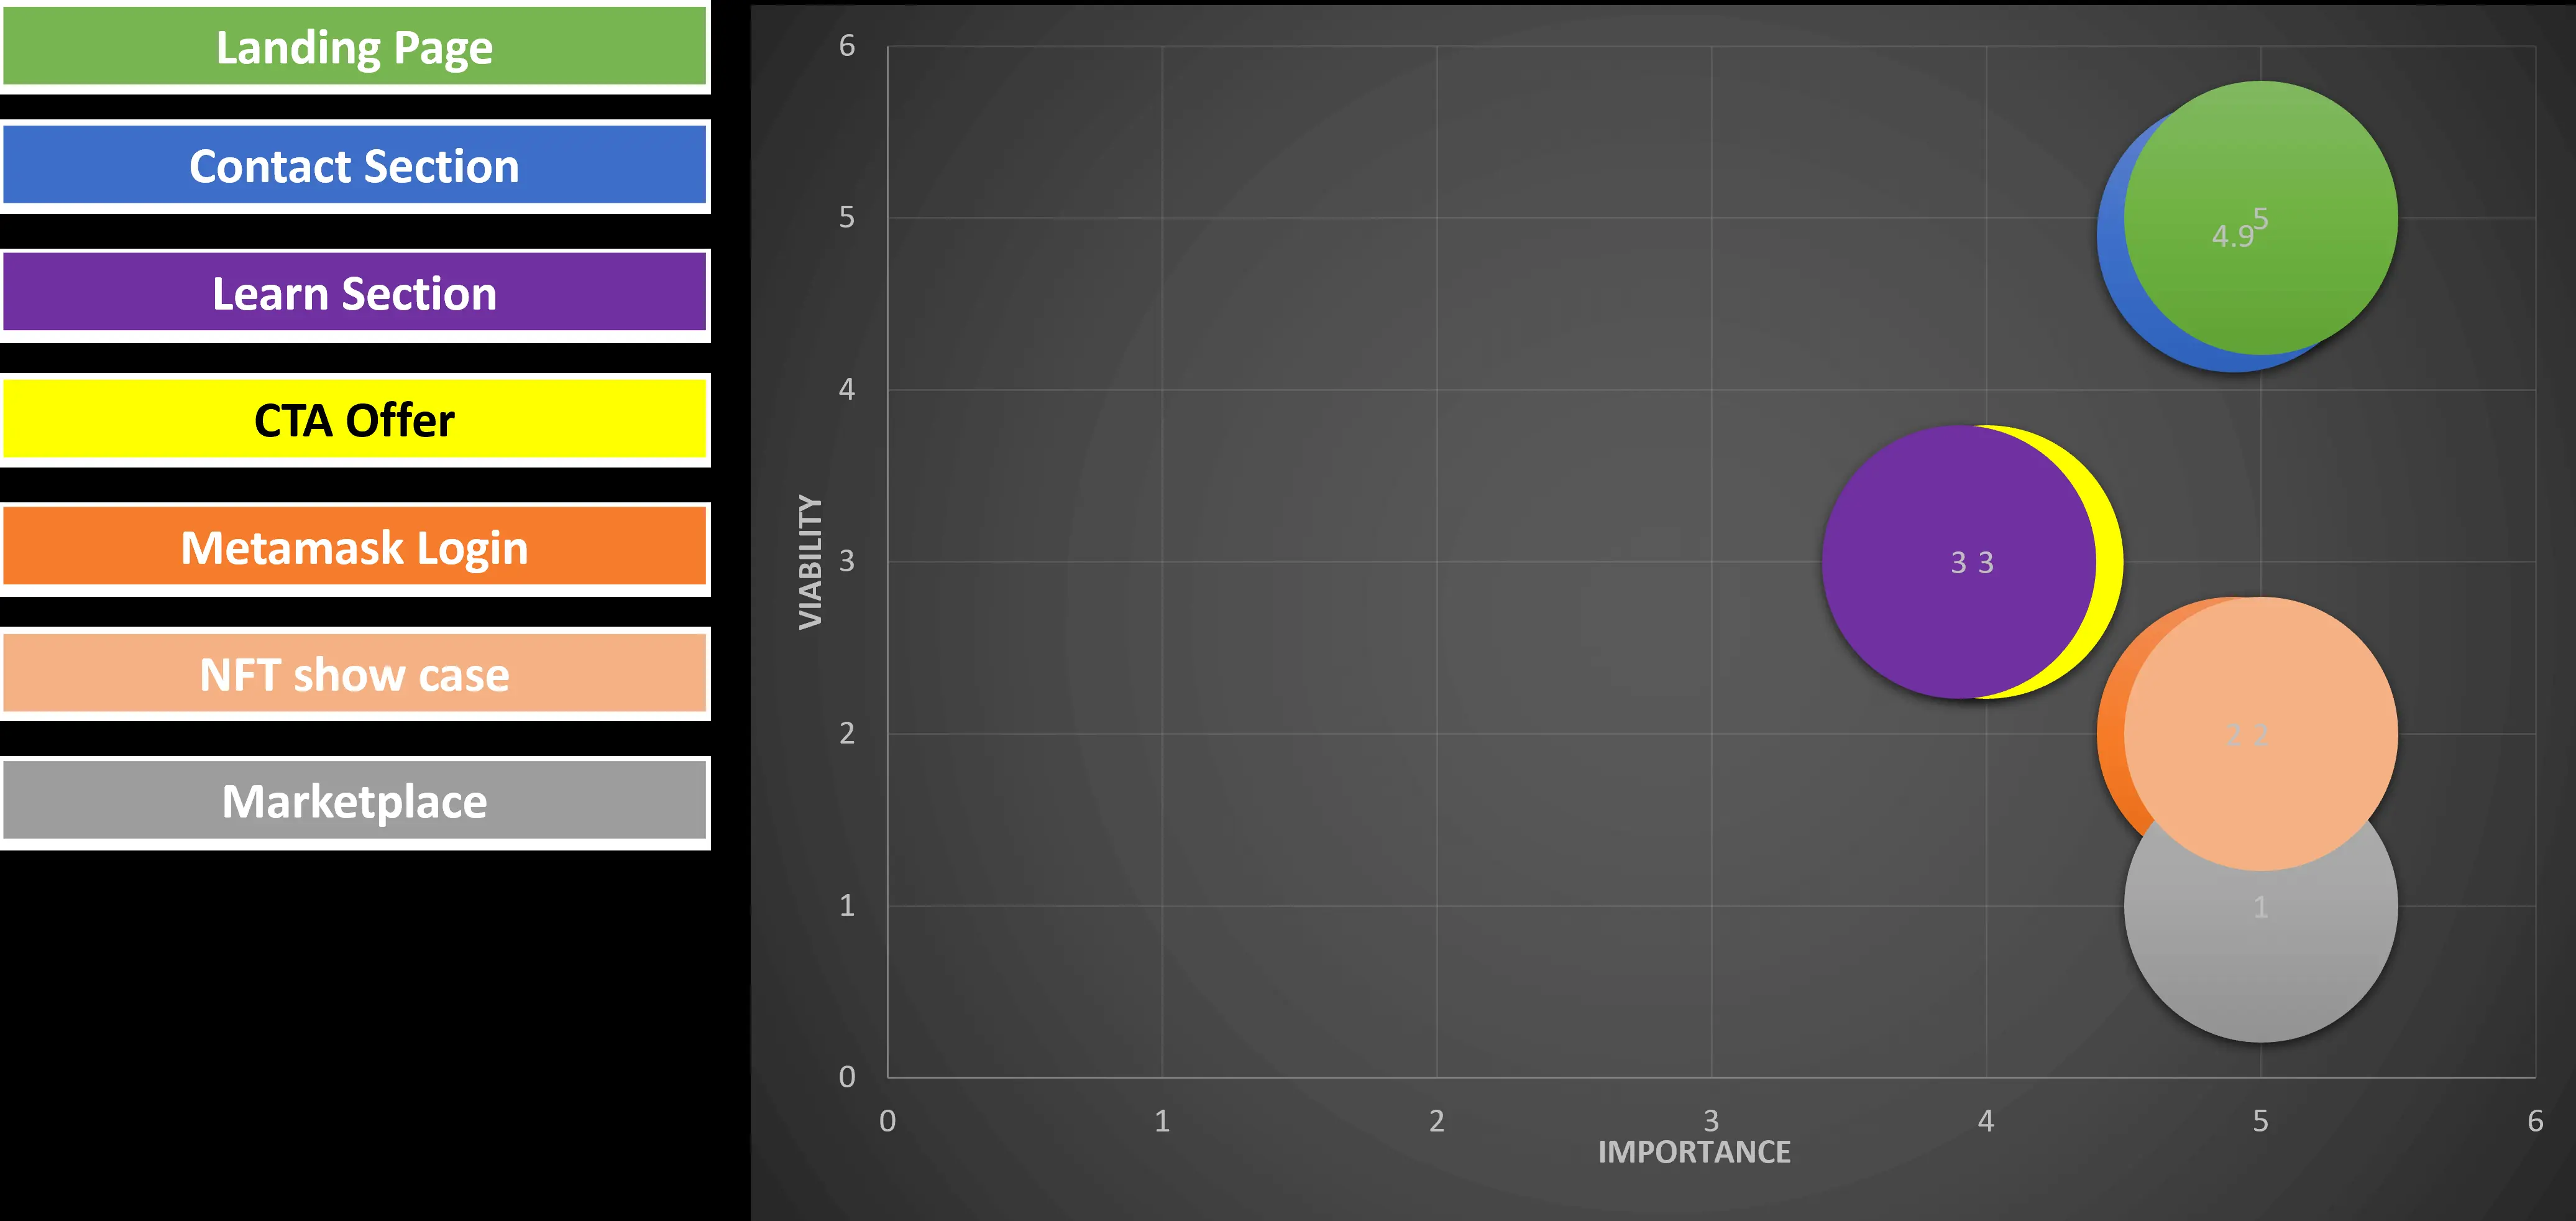 Landing Page
Contact Section
Learn Section
CTA Offer
Metamask Login
NFT show case
Marketplace
6
5
4
3
2
1
0
VIABILITY
5
4.9
3 3
2 2
1
0 1 2 3 4 5 6
IMPORTANCE